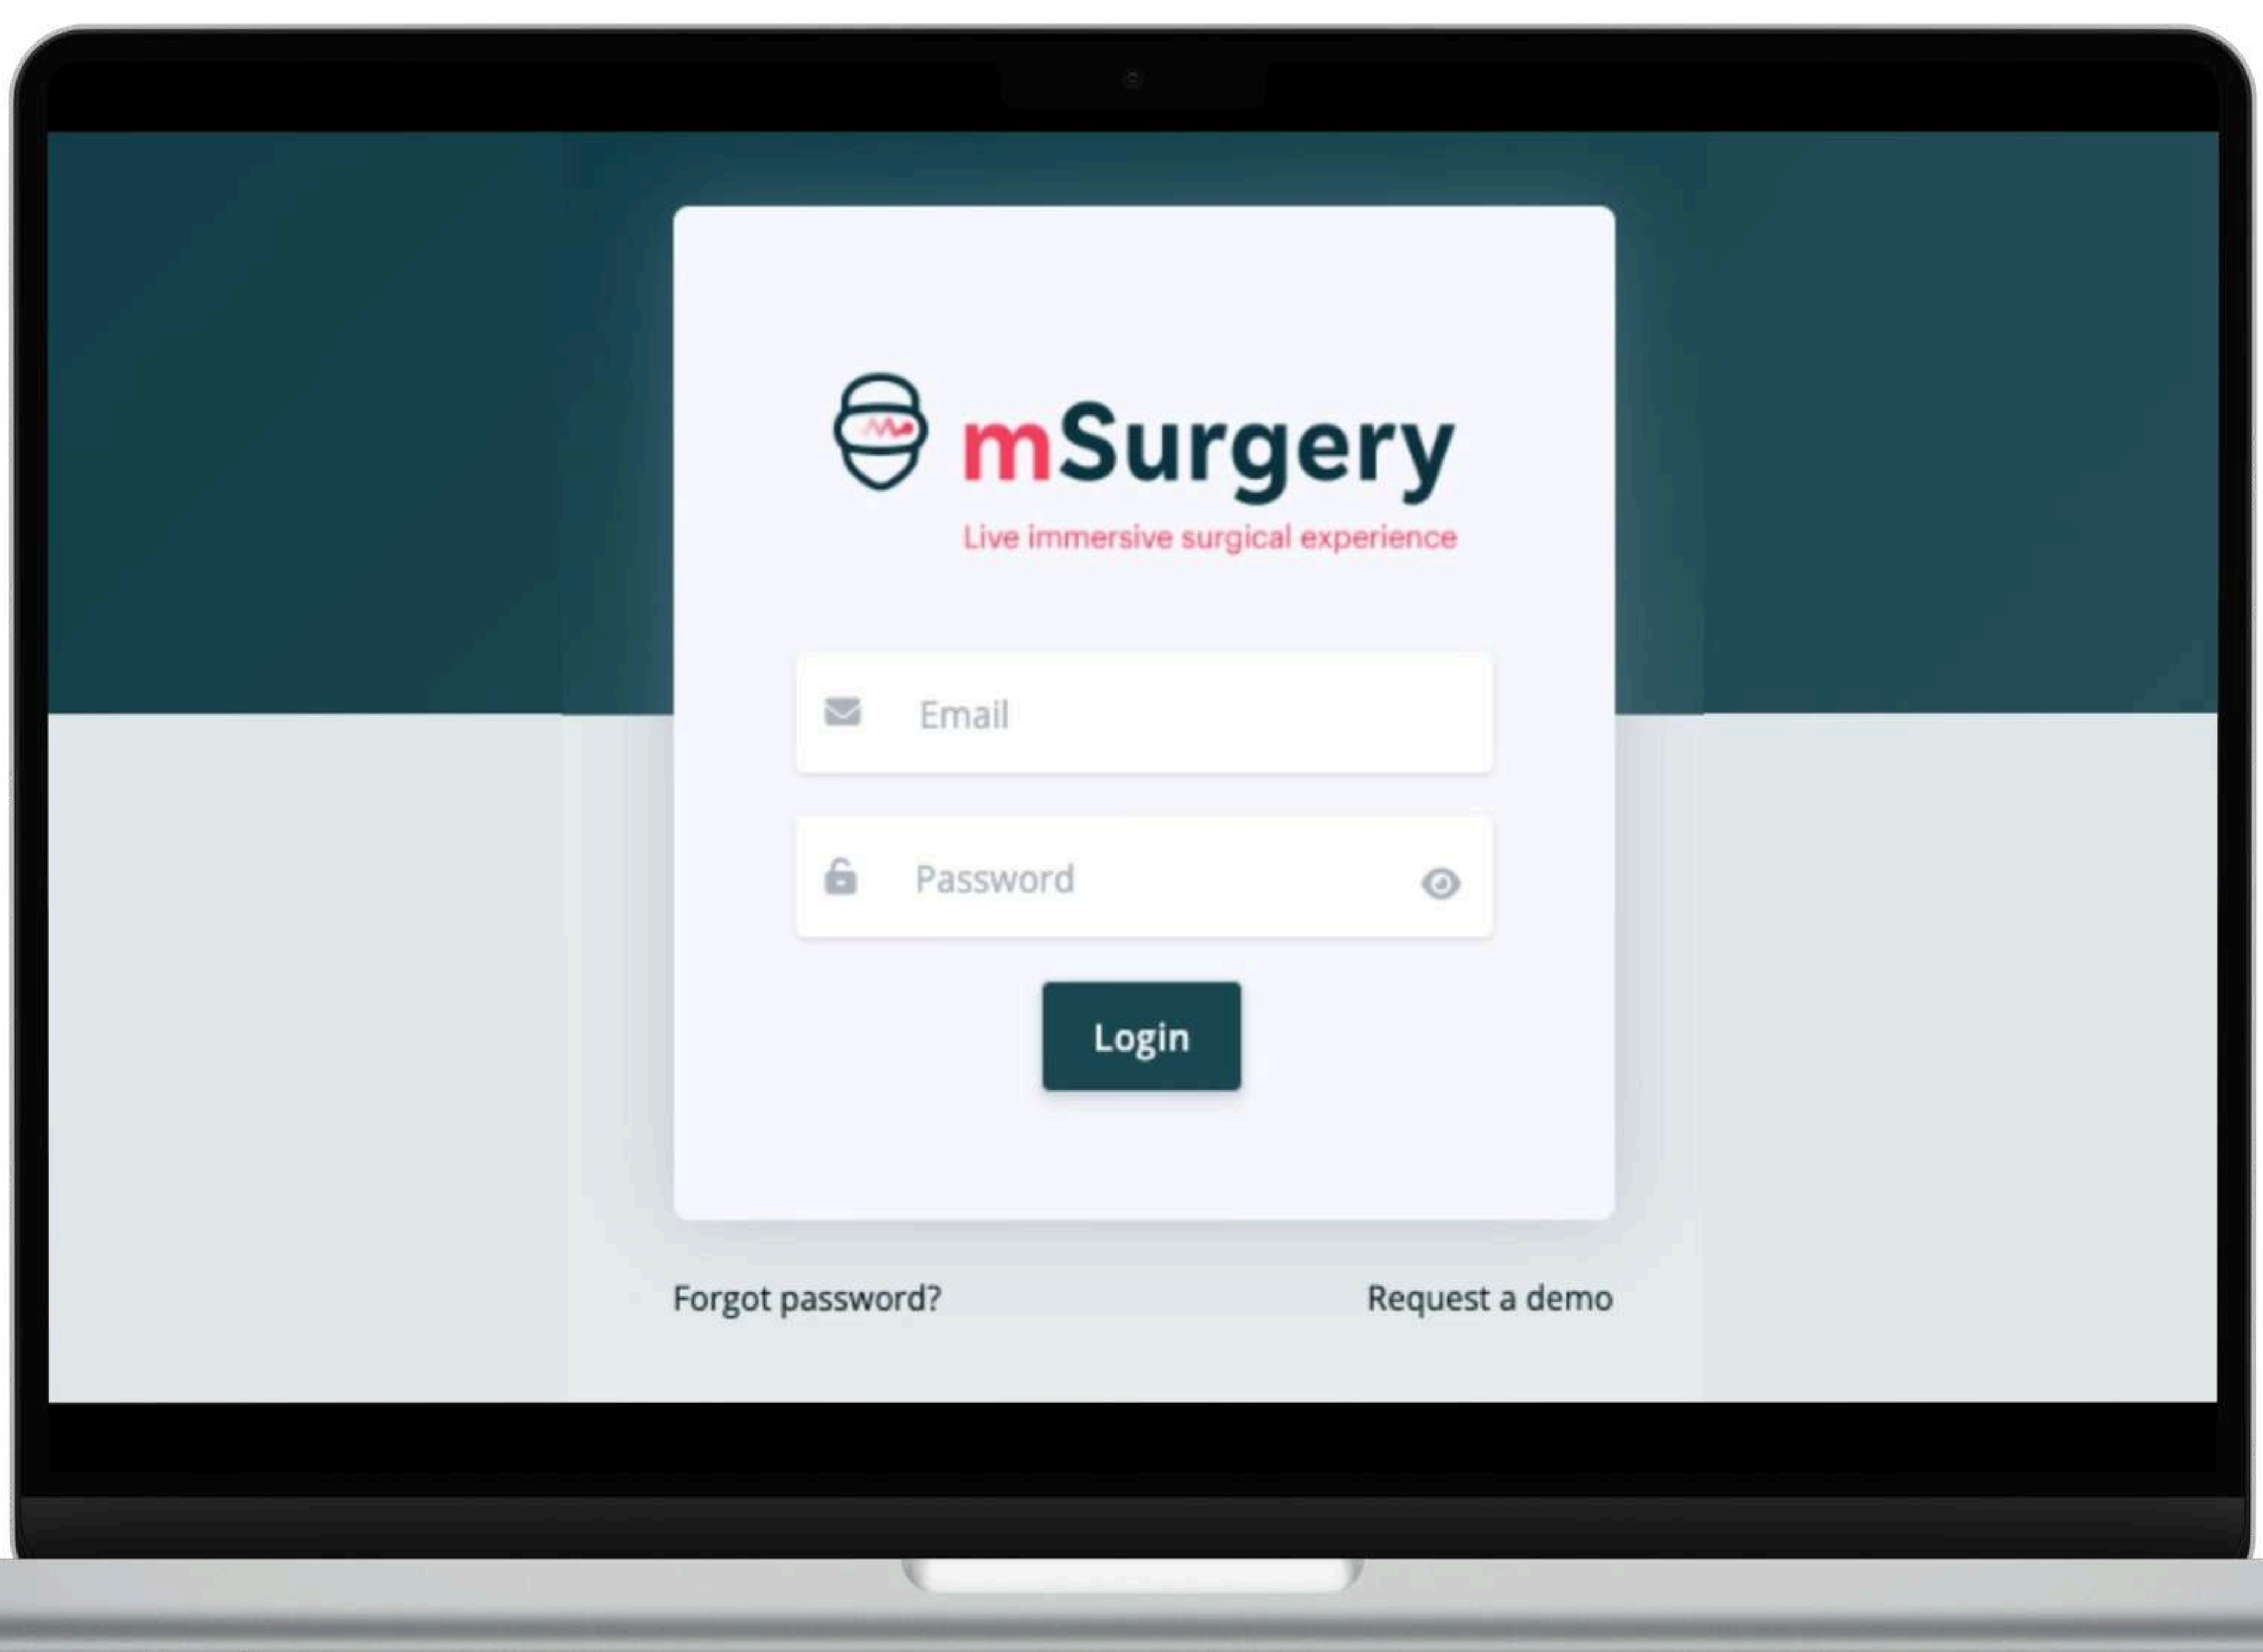 mSurgery
Live immersive surgical experience
Email
Password
Login
Forgot password?
Request a demo